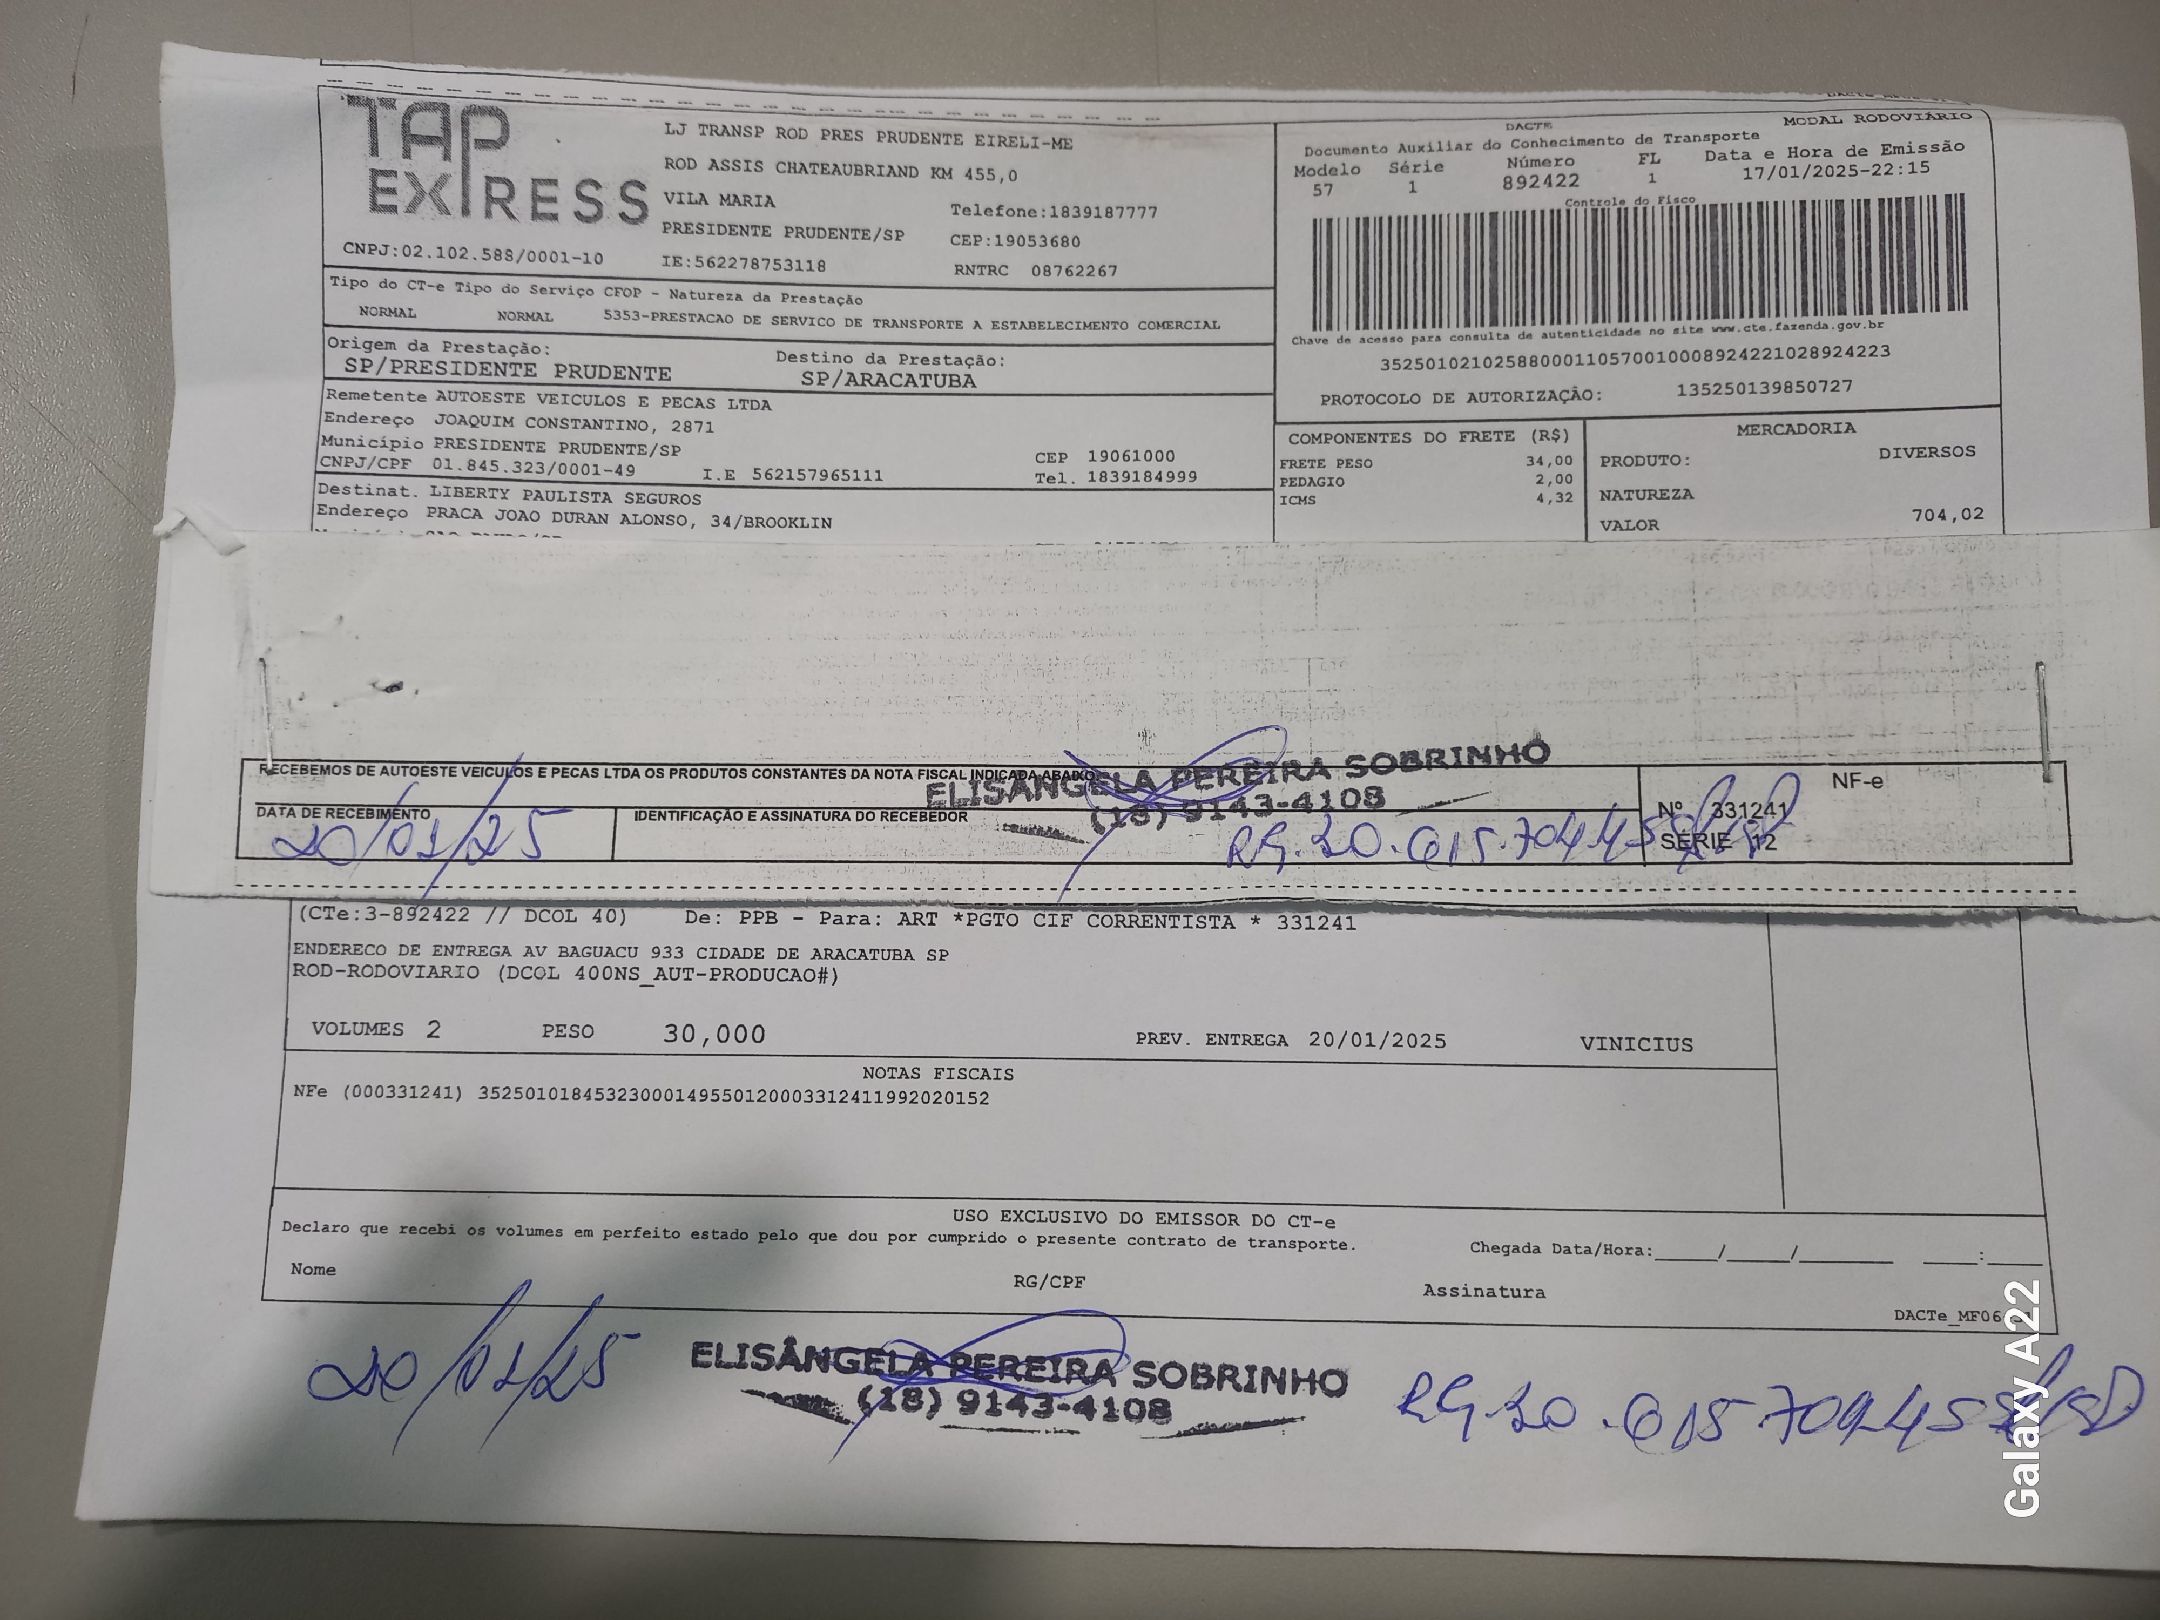 TAP
EXPRESS
CNPJ:02.102.588/0001-10
LJ TRANSP ROD PRES PRUDENTE EIRELI-ME
ROD ASSIS CHATEAUBRIAND KM 455,0
VILA MARIA
Telefone:1839187777
PRESIDENTE PRUDENTE/SP
CEP:19053680
IE:562278753118
RNTRC 08762267
DACTE
MODAL RODOVIÁRIO
Documento Auxiliar do Conhecimento de Transporte
Modelo Série Número FL Data e Hora de Emissão
57 1 892422 1 17/01/2025-22:15
Controle do Fisco
Chave de acesso para consulta de autenticidade no site www.cte.fazenda.gov.br
35250102102588000110570010008924221028924223
PROTOCOLO DE AUTORIZAÇÃO: 135250139850727
Tipo do CT-e Tipo do Serviço CFOP - Natureza da Prestação
NORMAL NORMAL 5353-PRESTACAO DE SERVICO DE TRANSPORTE A ESTABELECIMENTO COMERCIAL
Origem da Prestação: Destino da Prestação:
SP/PRESIDENTE PRUDENTE SP/ARACATUBA
Remetente AUTOESTE VEICULOS E PECAS LTDA
Endereço JOAQUIM CONSTANTINO, 2871
Município PRESIDENTE PRUDENTE/SP CEP 19061000
CNPJ/CPF 01.845.323/0001-49 I.E 562157965111 Tel. 1839184999
Destinat. LIBERTY PAULISTA SEGUROS
Endereço PRACA JOAO DURAN ALONSO, 34/BROOKLIN
COMPONENTES DO FRETE (R$)
FRETE PESO 34,00
PEDAGIO 2,00
ICMS 4,32
MERCADORIA
PRODUTO: DIVERSOS
NATUREZA
VALOR 704,02
RECEBEMOS DE AUTOESTE VEICULOS E PECAS LTDA OS PRODUTOS CONSTANTES DA NOTA FISCAL INDICADA ABAIXO
ELISÂNGELA PEREIRA SOBRINHO
(18) 9143-4108
DATA DE RECEBIMENTO
20/01/25
IDENTIFICAÇÃO E ASSINATURA DO RECEBEDOR
NF-e
Nº 331241
SÉRIE 12
(CTe:3-892422 // DCOL 40) De: PPB - Para: ART *PGTO CIF CORRENTISTA * 331241
ENDERECO DE ENTREGA AV BAGUACU 933 CIDADE DE ARACATUBA SP
ROD-RODOVIARIO (DCOL 400NS_AUT-PRODUCAO#)
VOLUMES 2 PESO 30,000 PREV. ENTREGA 20/01/2025 VINICIUS
NOTAS FISCAIS
NFe (000331241) 35250101845323000149550120003312411992020152
USO EXCLUSIVO DO EMISSOR DO CT-e
Declaro que recebi os volumes em perfeito estado pelo que dou por cumprido o presente contrato de transporte.
Chegada Data/Hora:_____/_____/________ ____:____
Nome RG/CPF Assinatura
DACTe_MF06
20/01/25
ELISÂNGELA PEREIRA SOBRINHO
(18) 9143-4108
Galaxy A22